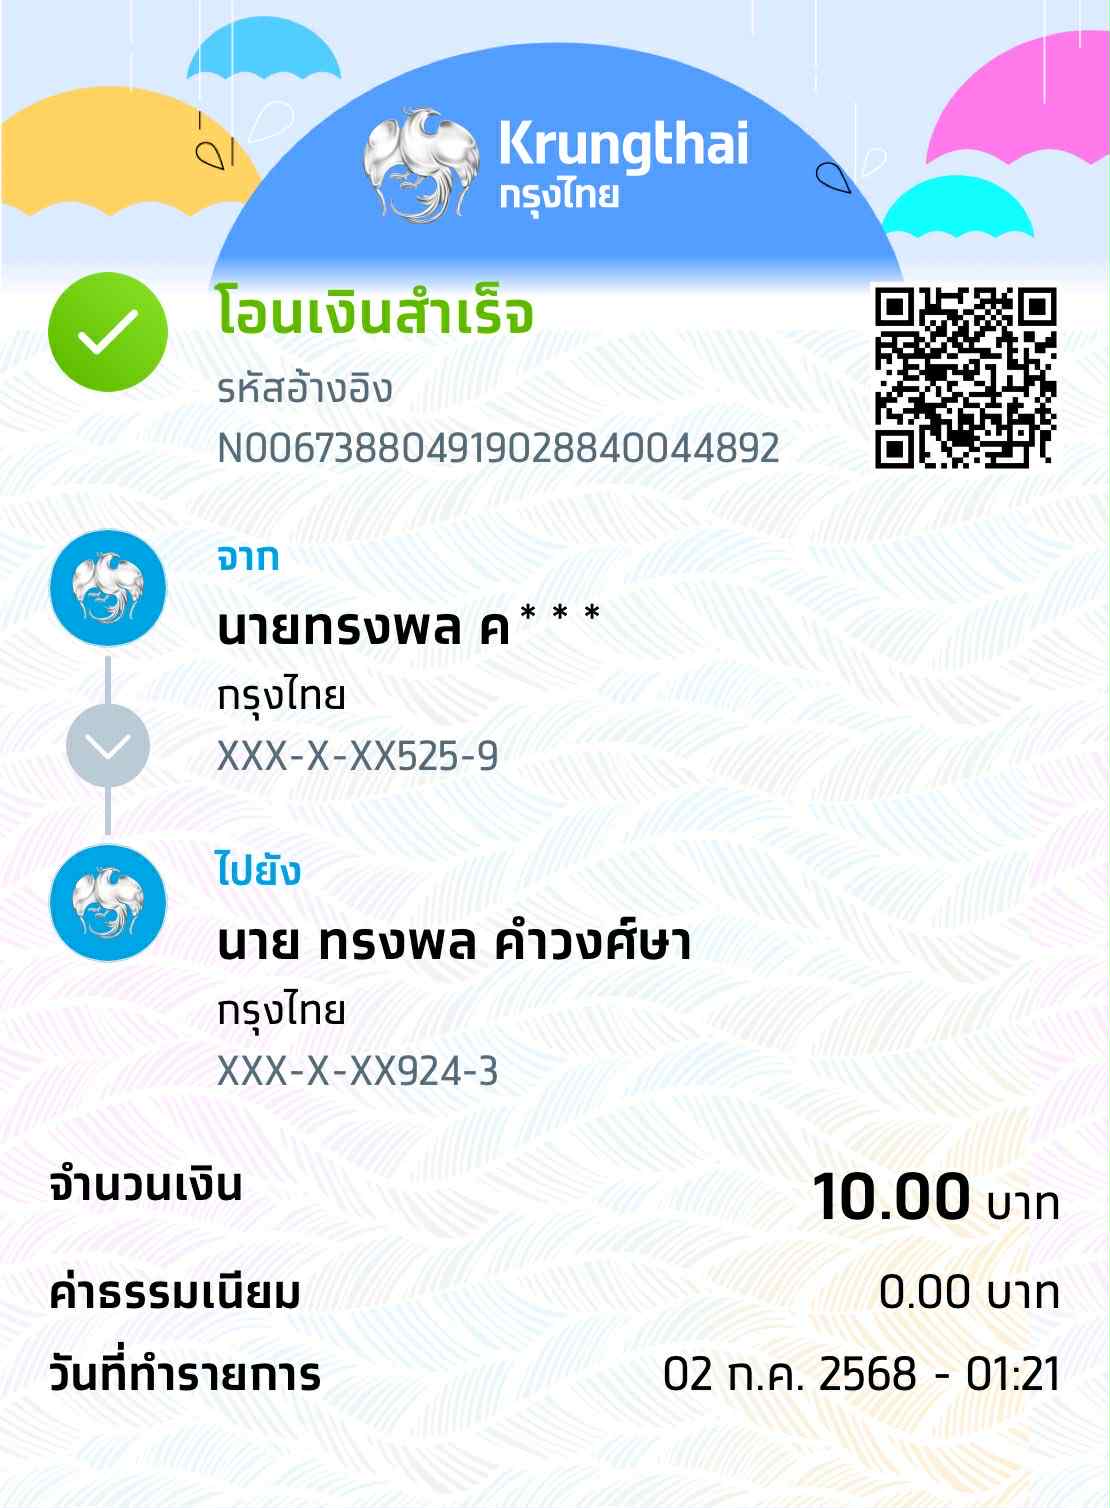 Krungthai
กรุงไทย
โอนเงินสำเร็จ
รหัสอ้างอิง
N006738804919028840044892
จาก
นายทรงพล ค***
กรุงไทย
XXX-X-XX525-9
ไปยัง
นาย ทรงพล คำวงศ์ษา
กรุงไทย
XXX-X-XX924-3
จำนวนเงิน 10.00 บาท
ค่าธรรมเนียม 0.00 บาท
วันที่ทำรายการ 02 ก.ค. 2568 - 01:21